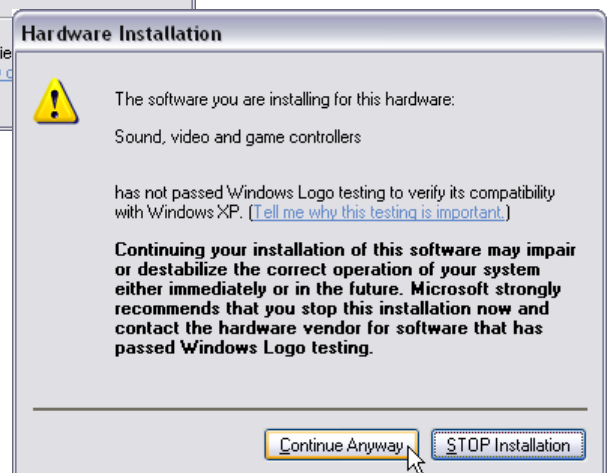 Hardware Installation
The software you are installing for this hardware:
Sound, video and game controllers
has not passed Windows Logo testing to verify its compatibility
with Windows XP. (Tell me why this testing is important.)
Continuing your installation of this software may impair
or destabilize the correct operation of your system
either immediately or in the future. Microsoft strongly
recommends that you stop this installation now and
contact the hardware vendor for software that has
passed Windows Logo testing.
Continue Anyway
STOP Installation